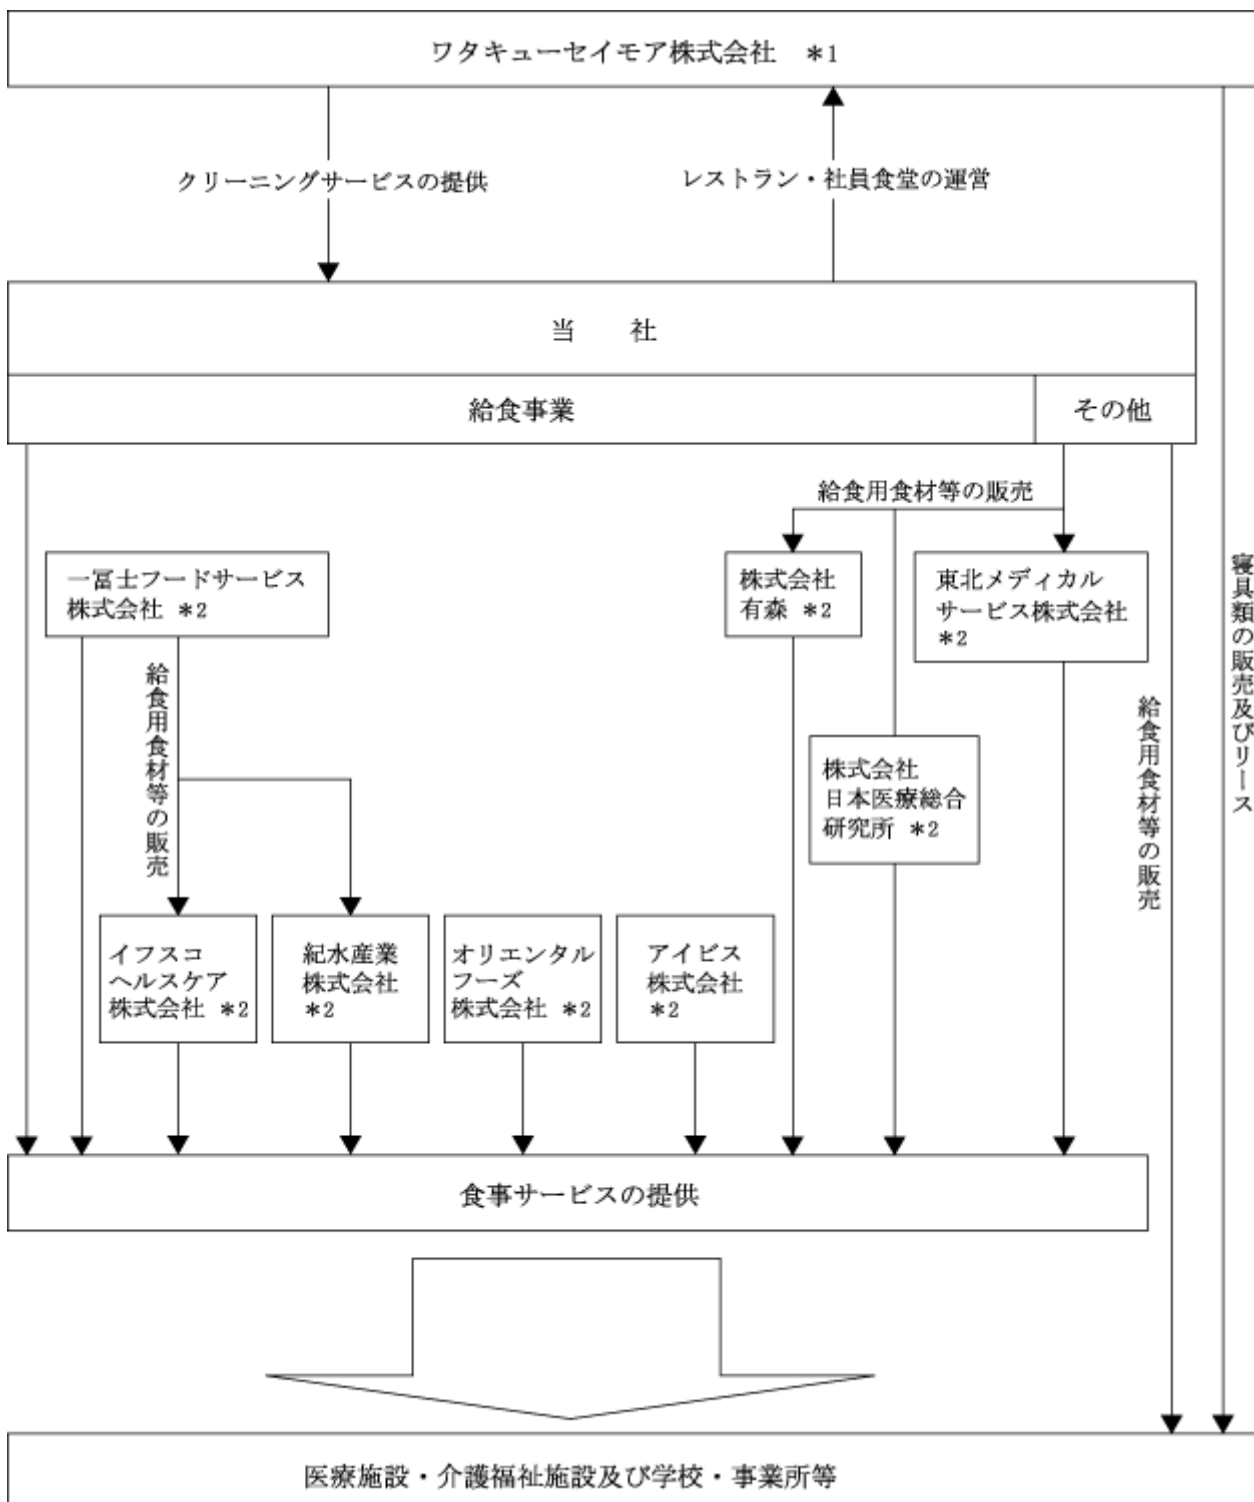 ワタキューセイモア株式会社 *1
クリーニングサービスの提供
レストラン・社員食堂の運営
当 社
給食事業
その他
給食用食材等の販売
一冨士フードサービス
株式会社 *2
株式会社
有森 *2
東北メディカル
サービス株式会社
*2
寝具類の販売及びリース
給食用食材等の販売
給食用食材等の販売
株式会社
日本医療総合
研究所 *2
イフスコ
ヘルスケア
株式会社 *2
紀水産業
株式会社
*2
オリエンタル
フーズ
株式会社 *2
アイビス
株式会社
*2
食事サービスの提供
医療施設・介護福祉施設及び学校・事業所等